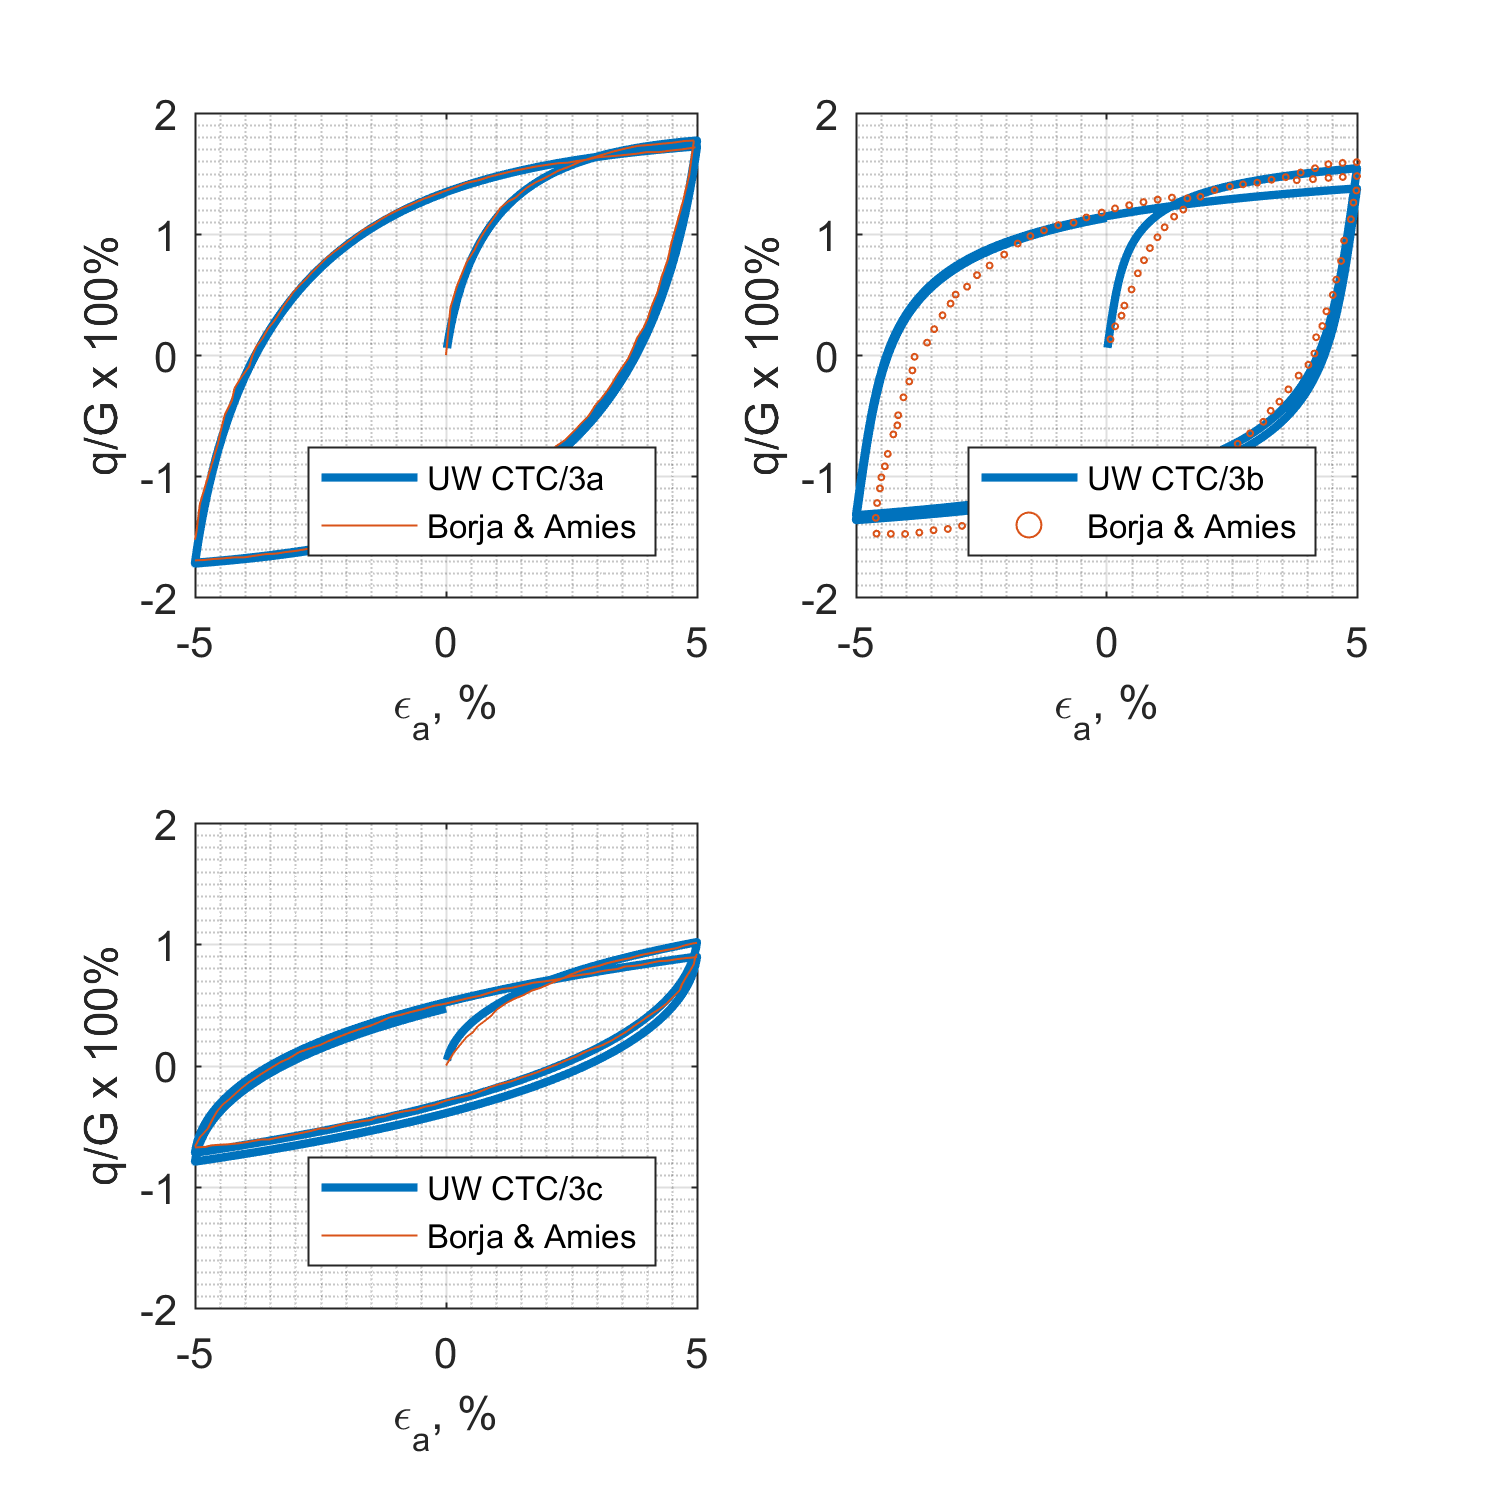 2
1
0
-1
-2
-5
0
5
q/G x 100%
ϵa, %
UW CTC/3a
Borja & Amies
2
1
0
-1
-2
-5
0
5
q/G x 100%
ϵa, %
UW CTC/3b
Borja & Amies
2
1
0
-1
-2
-5
0
5
q/G x 100%
ϵa, %
UW CTC/3c
Borja & Amies